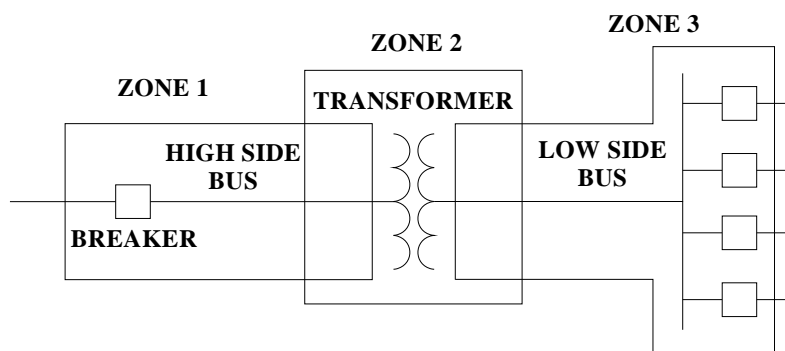 ZONE 1
ZONE 2
ZONE 3
TRANSFORMER
HIGH SIDE
BUS
LOW SIDE
BUS
BREAKER